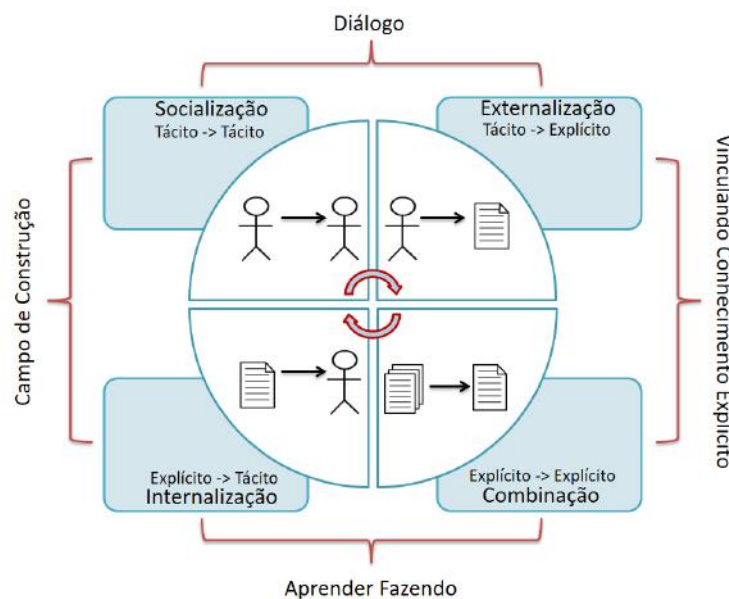 Diálogo
Socialização
Tácito -> Tácito
Externalização
Tácito -> Explícito
Campo de Construção
Vinculando Conhecimento Explícito
Explícito -> Tácito
Internalização
Explícito -> Explícito
Combinação
Aprender Fazendo